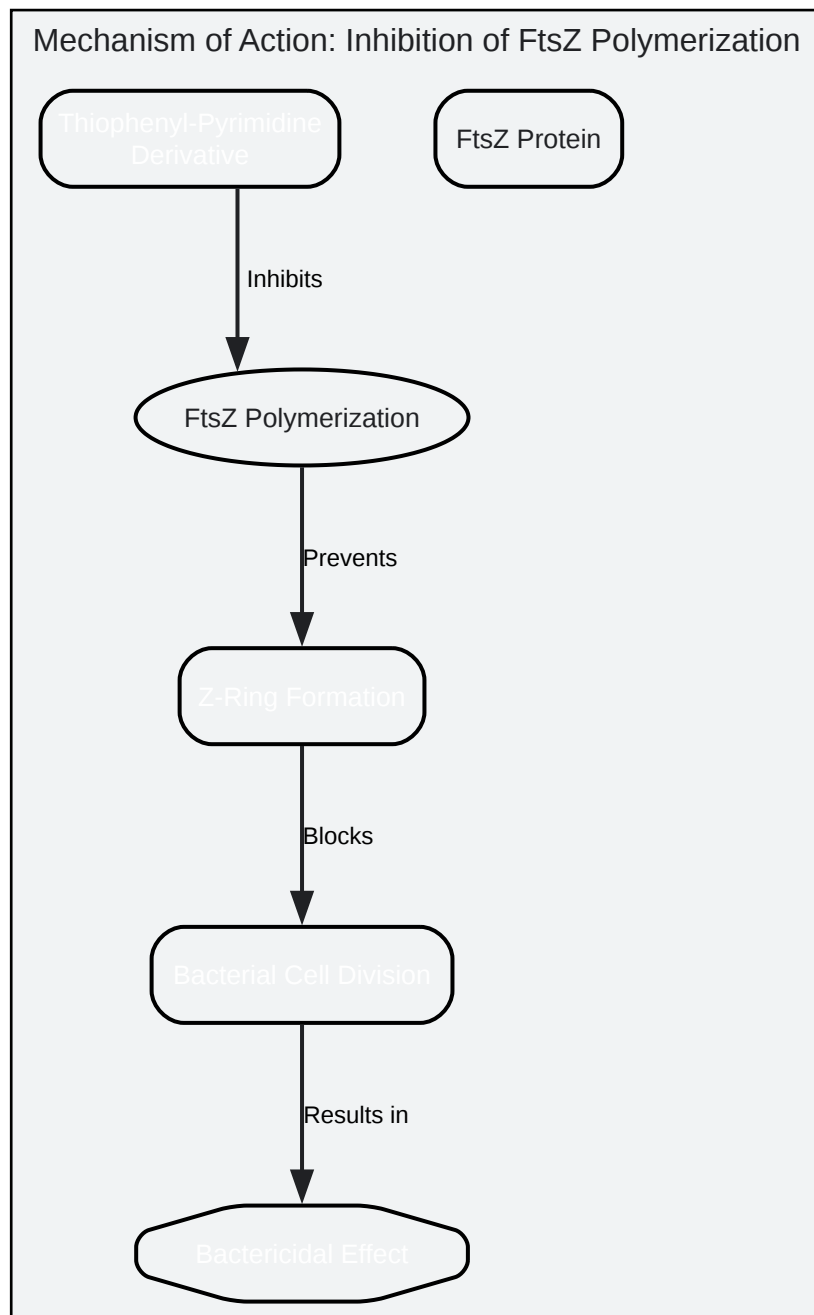 Mechanism of Action: Inhibition of FtsZ Polymerization
Thiophenyl-Pyrimidine
Derivative
FtsZ Protein
Inhibits
FtsZ Polymerization
Prevents
Z-Ring Formation
Blocks
Bacterial Cell Division
Results in
Bactericidal Effect